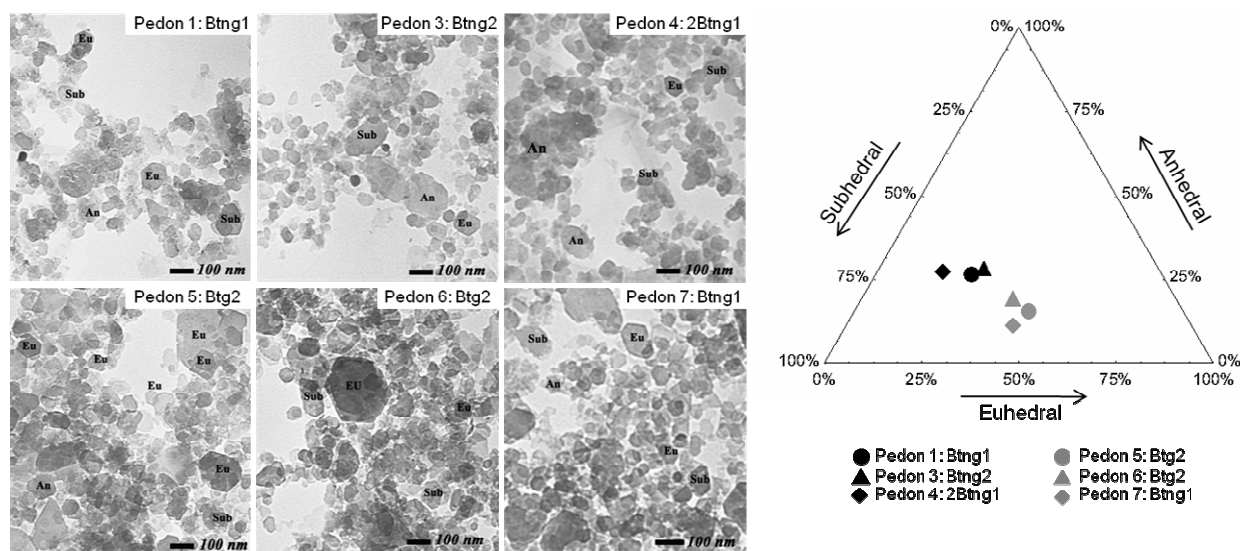 Pedon 1: Btng1
Eu
Sub
Eu
An
Sub
100 nm
Pedon 3: Btng2
Sub
An
Eu
100 nm
Pedon 4: 2Btng1
Sub
Eu
An
Sub
An
100 nm
Pedon 5: Btg2
Eu
Eu
Eu
Eu
Eu
Eu
An
Sub
100 nm
Pedon 6: Btg2
EU
Sub
Eu
Sub
100 nm
Pedon 7: Btng1
Sub
Eu
An
Eu
Sub
100 nm
0% 100%
25% 75%
Subhedral Anhedral
50% 50%
75% 25%
100% 0%
0% 25% 50% 75% 100%
Euhedral
Pedon 1: Btng1 Pedon 5: Btg2
Pedon 3: Btng2 Pedon 6: Btg2
Pedon 4: 2Btng1 Pedon 7: Btng1